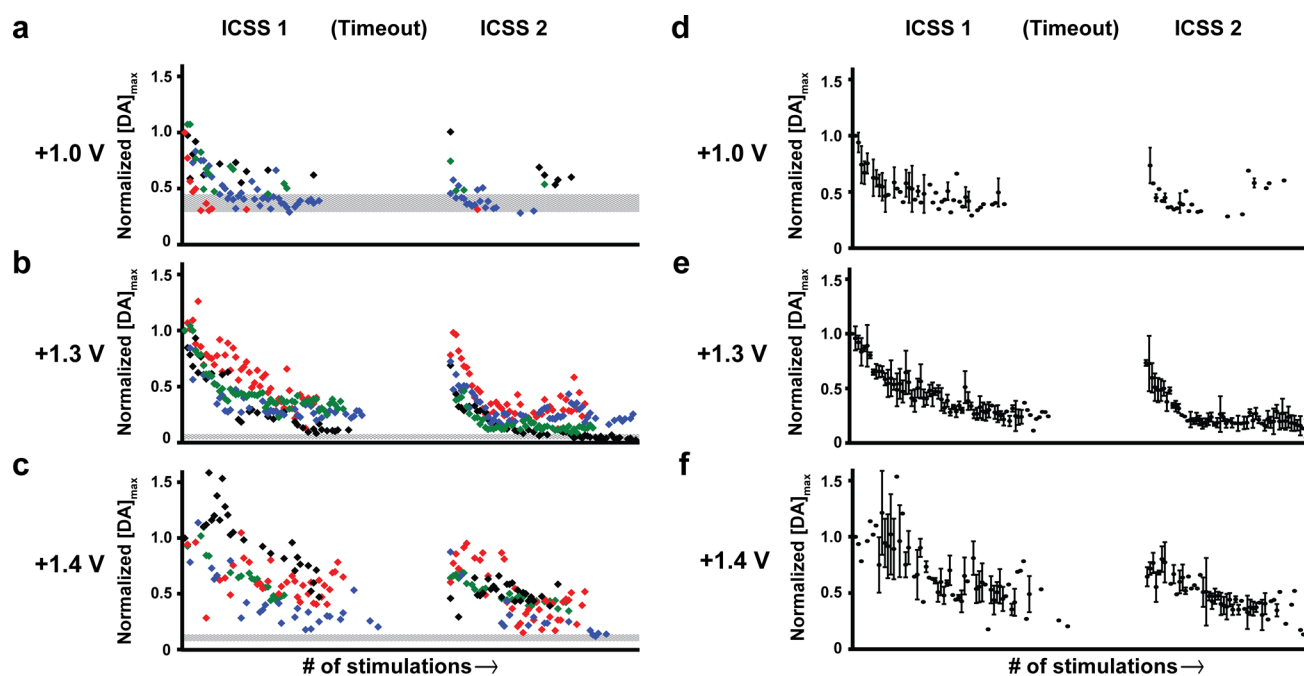 a ICSS 1 (Timeout) ICSS 2
+1.0 V
Normalized [DA]max
1.5
1.0
0.5
0
b
+1.3 V
Normalized [DA]max
1.5
1.0
0.5
0
c
+1.4 V
Normalized [DA]max
1.5
1.0
0.5
0
# of stimulations→
d ICSS 1 (Timeout) ICSS 2
+1.0 V
Normalized [DA]max
1.5
1.0
0.5
0
e
+1.3 V
Normalized [DA]max
1.5
1.0
0.5
0
f
+1.4 V
Normalized [DA]max
1.5
1.0
0.5
0
# of stimulations→